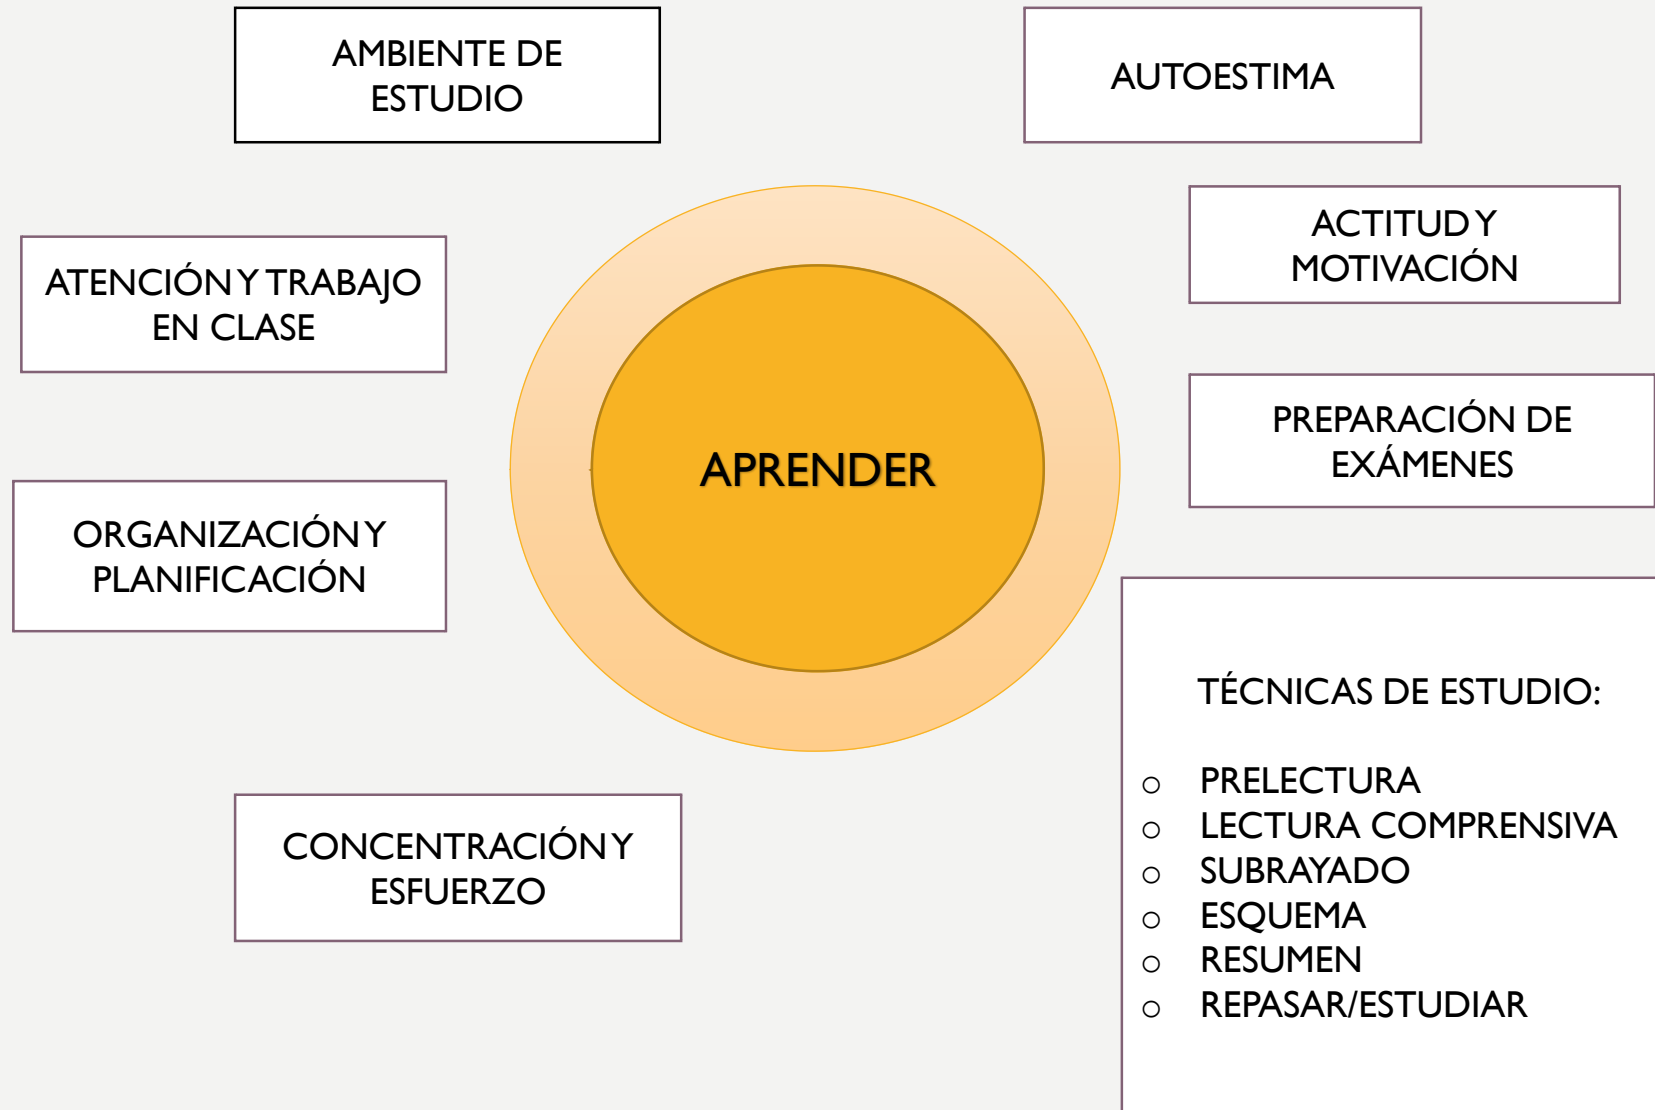 AMBIENTE DE
ESTUDIO
AUTOESTIMA
ACTITUD Y
MOTIVACIÓN
ATENCIÓN Y TRABAJO
EN CLASE
PREPARACIÓN DE
EXÁMENES
APRENDER
ORGANIZACIÓN Y
PLANIFICACIÓN
TÉCNICAS DE ESTUDIO:
o PRELECTURA
o LECTURA COMPRENSIVA
o SUBRAYADO
o ESQUEMA
o RESUMEN
o REPASAR/ESTUDIAR
CONCENTRACIÓN Y
ESFUERZO